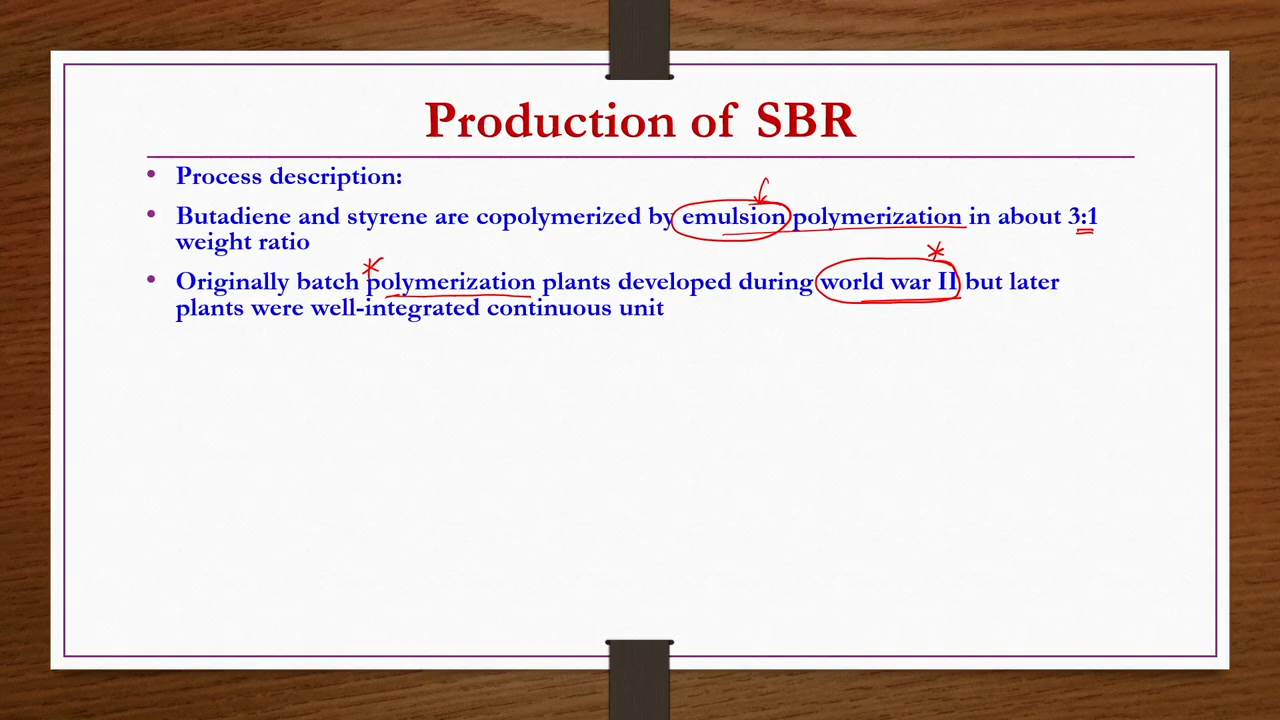 Production of SBR
• Process description:
• Butadiene and styrene are copolymerized by emulsion polymerization in about 3:1
weight ratio
• Originally batch polymerization plants developed during world war II but later
plants were well-integrated continuous unit